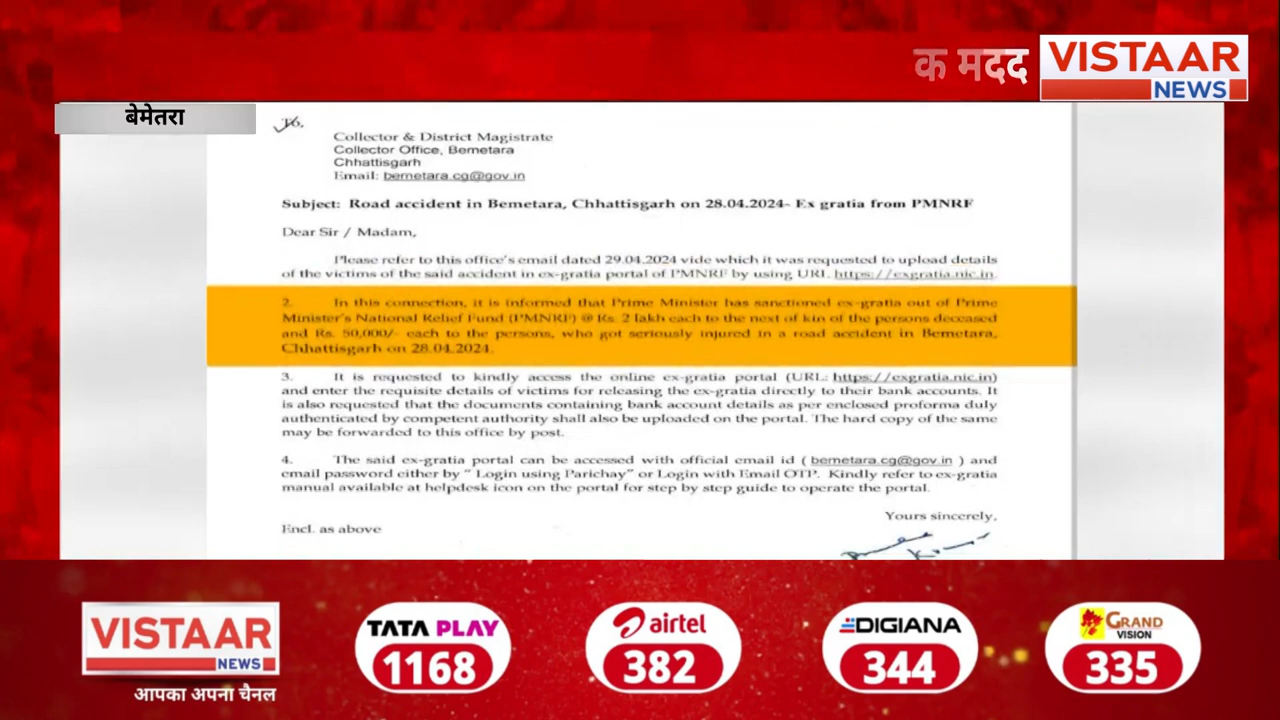 क मदद
VISTAAR
NEWS
बेमेतरा
To,
Collector & District Magistrate
Collector Office, Bemetara
Chhattisgarh
Email: bemetara.cg@gov.in
Subject: Road accident in Bemetara, Chhattisgarh on 28.04.2024- Ex gratia from PMNRF
Dear Sir / Madam,
Please refer to this office's email dated 29.04.2024 vide which it was requested to upload details
of the victims of the said accident in ex-gratia portal of PMNRF by using URL https://exgratia.nic.in.
2. In this connection, it is informed that Prime Minister has sanctioned ex-gratia out of Prime
Minister's National Relief Fund (PMNRF) @ Rs. 2 lakh each to the next of kin of the persons deceased
and Rs. 50,000/- each to the persons, who got seriously injured in a road accident in Bemetara,
Chhattisgarh on 28.04.2024.
3. It is requested to kindly access the online ex-gratia portal (URL: https://exgratia.nic.in)
and enter the requisite details of victims for releasing the ex-gratia directly to their bank accounts. It
is also requested that the documents containing bank account details as per enclosed proforma duly
authenticated by competent authority shall also be uploaded on the portal. The hard copy of the same
may be forwarded to this office by post.
4. The said ex-gratia portal can be accessed with official email id ( bemetara.cg@gov.in ) and
email password either by " Login using Parichay" or Login with Email OTP. Kindly refer to ex-gratia
manual available at helpdesk icon on the portal for step by step guide to operate the portal.
Yours sincerely,
Encl. as above
VISTAAR
NEWS
आपका अपना चैनल
TATA PLAY
1168
airtel
382
DIGIANA
344
GRAND
VISION
335